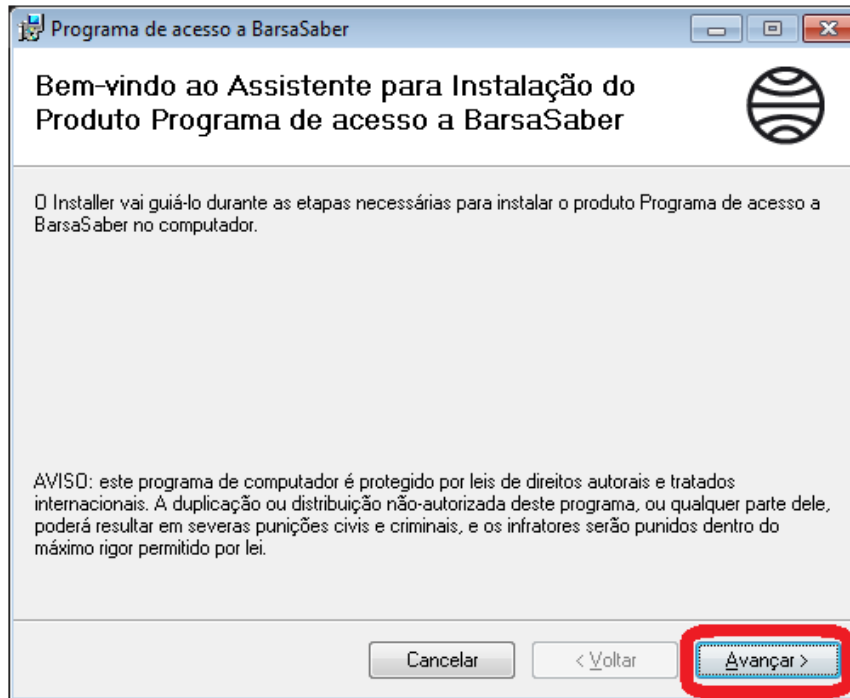 Programa de acesso a BarsaSaber
Bem-vindo ao Assistente para Instalação do
Produto Programa de acesso a BarsaSaber
O Installer vai guiá-lo durante as etapas necessárias para instalar o produto Programa de acesso a
BarsaSaber no computador.
AVISO: este programa de computador é protegido por leis de direitos autorais e tratados
internacionais. A duplicação ou distribuição não-autorizada deste programa, ou qualquer parte dele,
poderá resultar em severas punições civis e criminais, e os infratores serão punidos dentro do
máximo rigor permitido por lei.
Cancelar
< Voltar
Avançar >